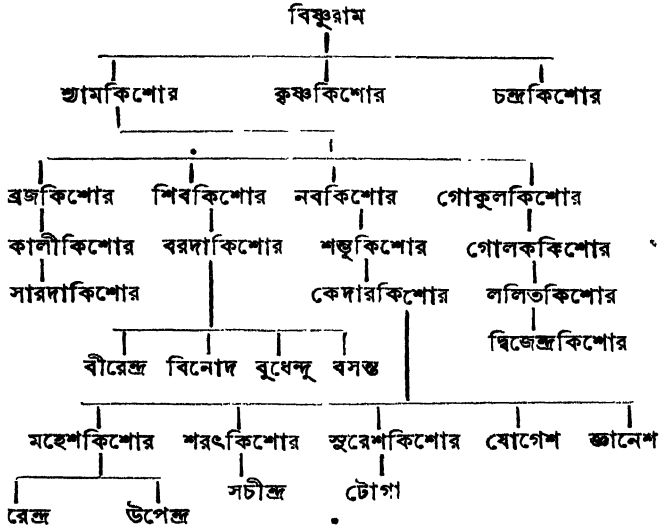 বিষ্ণুরাম
শ্যামকিশোর কৃষ্ণকিশোর চন্দ্রকিশোর
ব্রজকিশোর শিবকিশোর নবকিশোর গোকুলকিশোর
কালীকিশোর বরদাকিশোর শম্ভূকিশোর গোলককিশোর
সারদাকিশোর কেদারকিশোর ললিতকিশোর
দ্বিজেন্দ্রকিশোর
বীরেন্দ্র বিনোদ বুধেন্দূ বসন্ত
মহেশকিশোর শরৎকিশোর সুরেশকিশোর যোগেশ জ্ঞানেশ
সচীন্দ্র টোগা
রেন্দ্র উপেন্দ্র